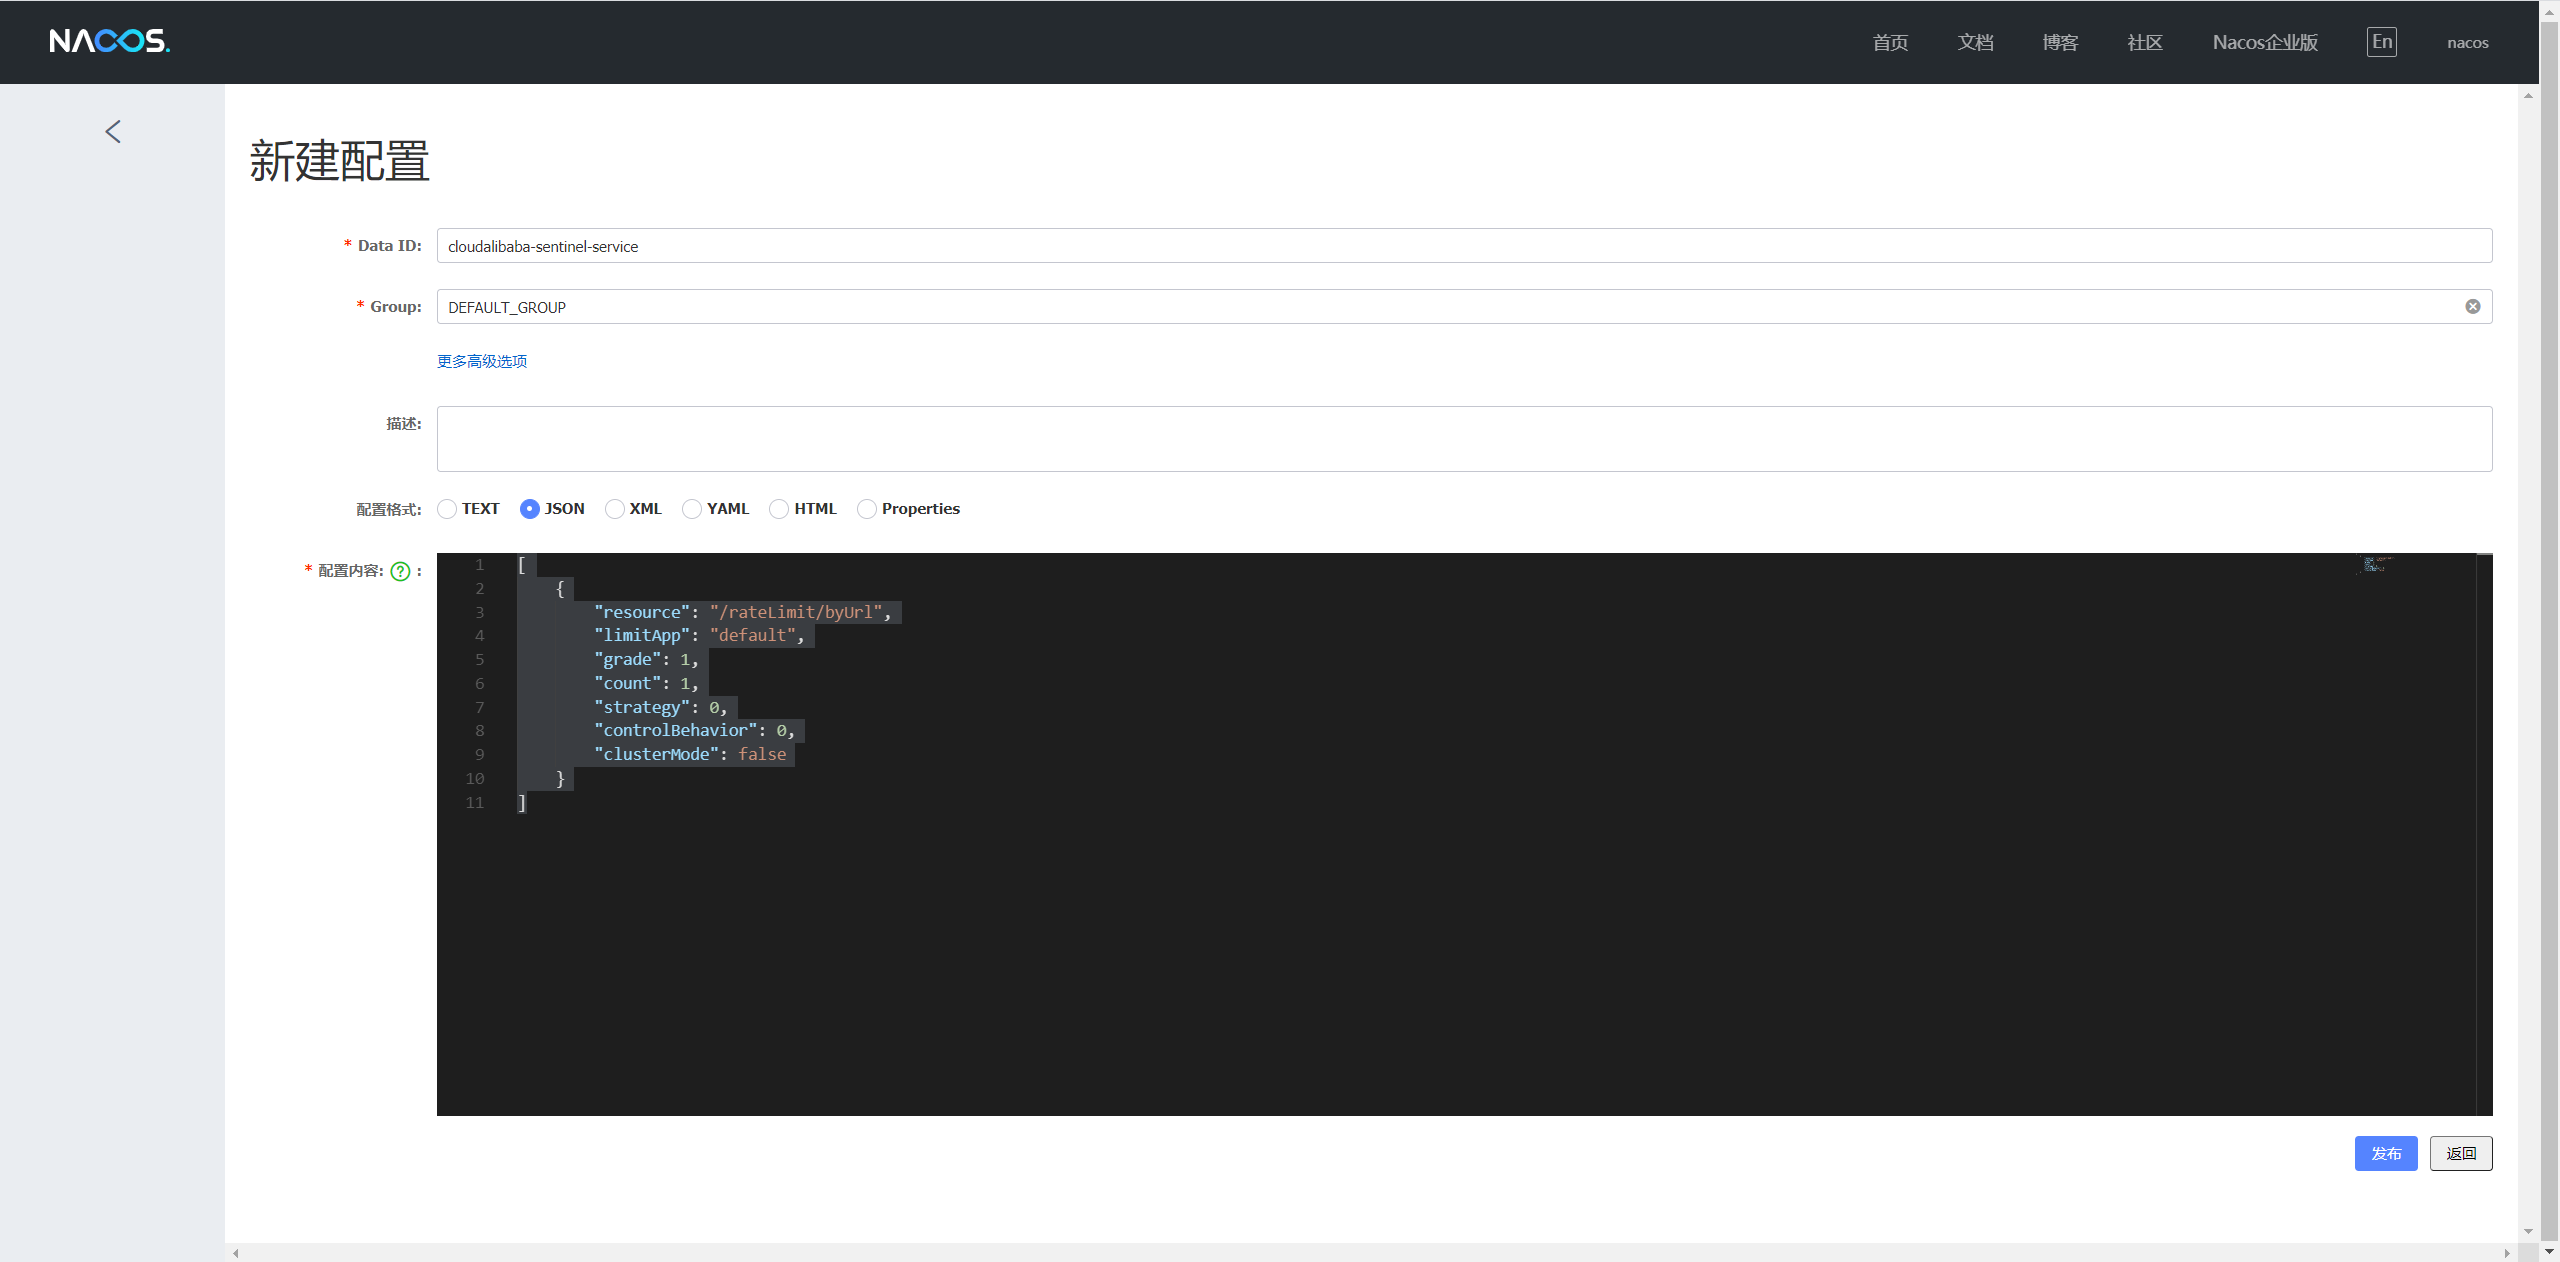 NACOS.
首页 文档 博客 社区 Nacos企业版 En nacos
新建配置
* Data ID: cloudalibaba-sentinel-service
* Group: DEFAULT_GROUP
更多高级选项
描述:
配置格式: TEXT JSON XML YAML HTML Properties
* 配置内容: ? :
1 [
2 {
3 "resource": "/rateLimit/byUrl",
4 "limitApp": "default",
5 "grade": 1,
6 "count": 1,
7 "strategy": 0,
8 "controlBehavior": 0,
9 "clusterMode": false
10 }
11 ]
发布 返回